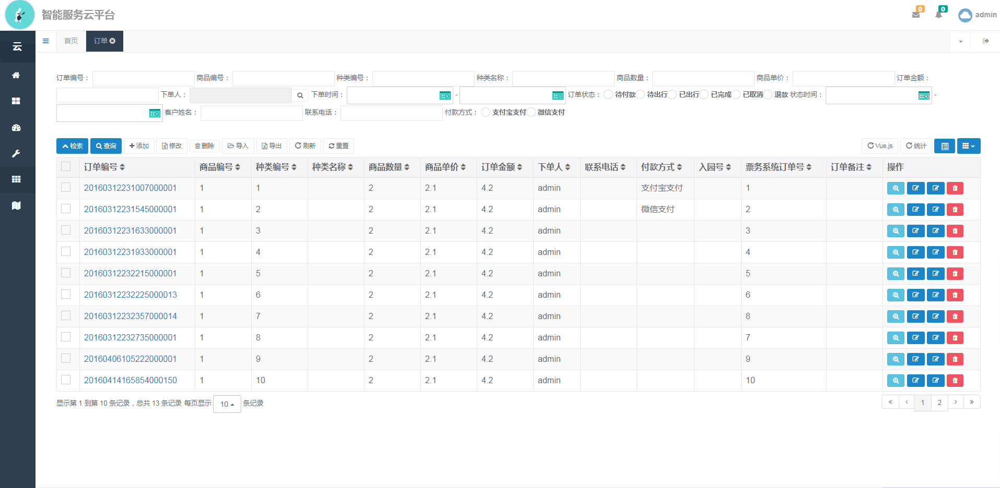 智能服务云平台 0 0 admin
云 首页 订单
订单编号： 商品编号： 种类编号： 种类名称： 商品数量： 商品单价： 订单金额：
下单人： 下单时间： - 订单状态： 待付款 待出行 已出行 已完成 已取消 退款 状态时间： -
客户姓名： 联系电话： 付款方式： 支付宝支付 微信支付
检索 查询 添加 修改 删除 导入 导出 刷新 重置 Vue.js 统计
订单编号 商品编号 种类编号 种类名称 商品数量 商品单价 订单金额 下单人 联系电话 付款方式 入园号 票务系统订单号 订单备注 操作
20160312231007000001 1 1 2 2.1 4.2 admin 支付宝支付 1
20160312231545000001 1 2 2 2.1 4.2 admin 微信支付 2
20160312231633000001 1 3 2 2.1 4.2 admin 3
20160312231933000001 1 4 2 2.1 4.2 admin 4
20160312232215000001 1 5 2 2.1 4.2 admin 5
20160312232225000013 1 6 2 2.1 4.2 admin 6
20160312232357000014 1 7 2 2.1 4.2 admin 8
20160312232735000001 1 8 2 2.1 4.2 admin 7
20160406105222000001 1 9 2 2.1 4.2 admin 9
20160414165854000150 1 10 2 2.1 4.2 admin 10
显示第 1 到第 10 条记录，总共 13 条记录 每页显示 10 条记录 « ‹ 1 2 › »